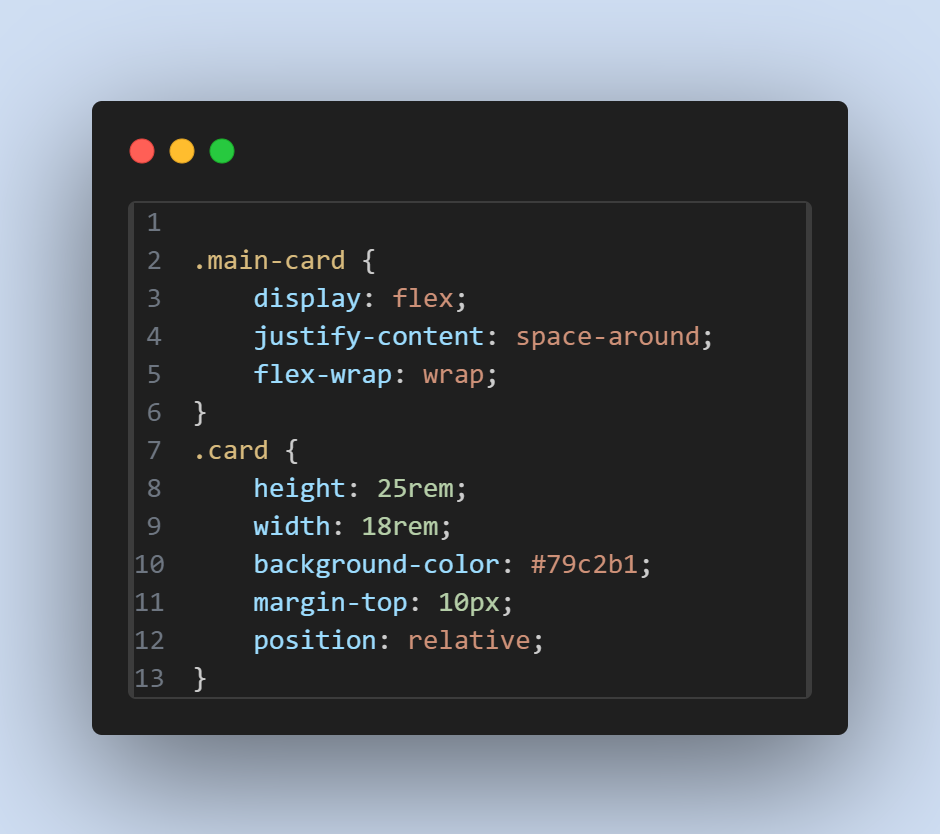 1
2 .main-card {
3     display: flex;
4     justify-content: space-around;
5     flex-wrap: wrap;
6 }
7 .card {
8     height: 25rem;
9     width: 18rem;
10     background-color: #79c2b1;
11     margin-top: 10px;
12     position: relative;
13 }